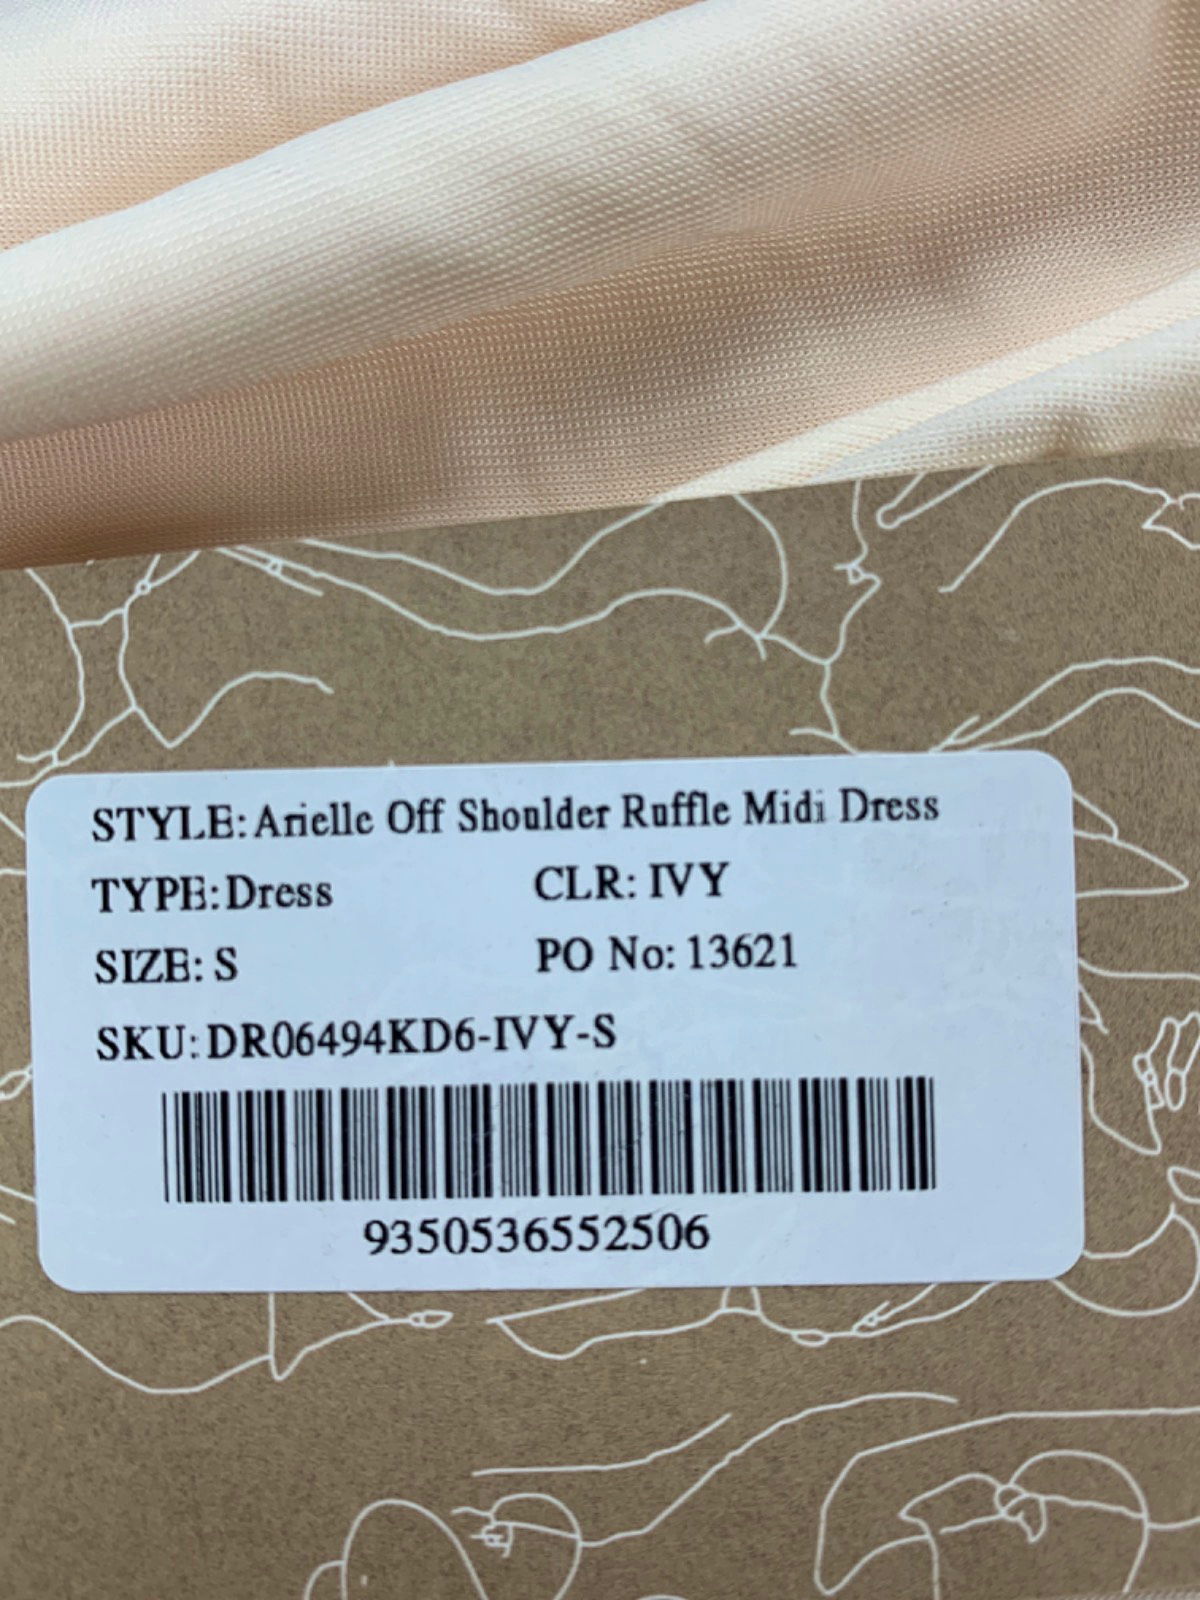 STYLE: Arielle Off Shoulder Ruffle Midi Dress
TYPE: Dress CLR: IVY
SIZE: S PO No: 13621
SKU: DR06494KD6-IVY-S
9350536552506